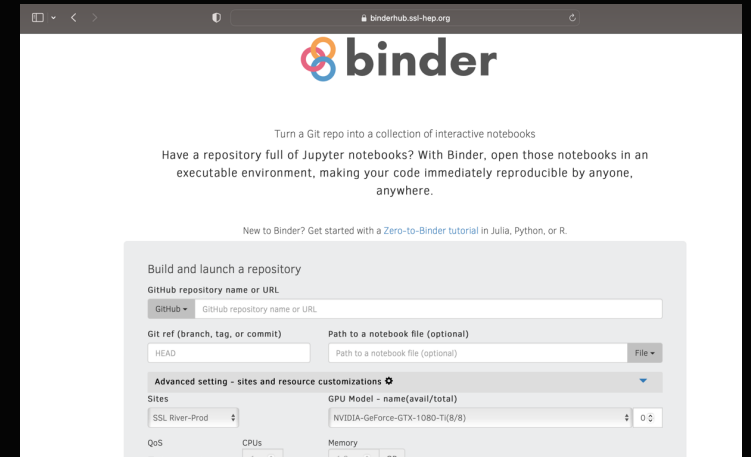 binderhub.ssl-hep.org
binder
Turn a Git repo into a collection of interactive notebooks
Have a repository full of Jupyter notebooks? With Binder, open those notebooks in an
executable environment, making your code immediately reproducible by anyone,
anywhere.
New to Binder? Get started with a Zero-to-Binder tutorial in Julia, Python, or R.
Build and launch a repository
GitHub repository name or URL
GitHub GitHub repository name or URL
Git ref (branch, tag, or commit) Path to a notebook file (optional)
HEAD Path to a notebook file (optional) File
Advanced setting - sites and resource customizations
Sites GPU Model - name(avail/total)
SSL River-Prod NVIDIA-GeForce-GTX-1080-Ti(8/8) 0
QoS CPUs Memory